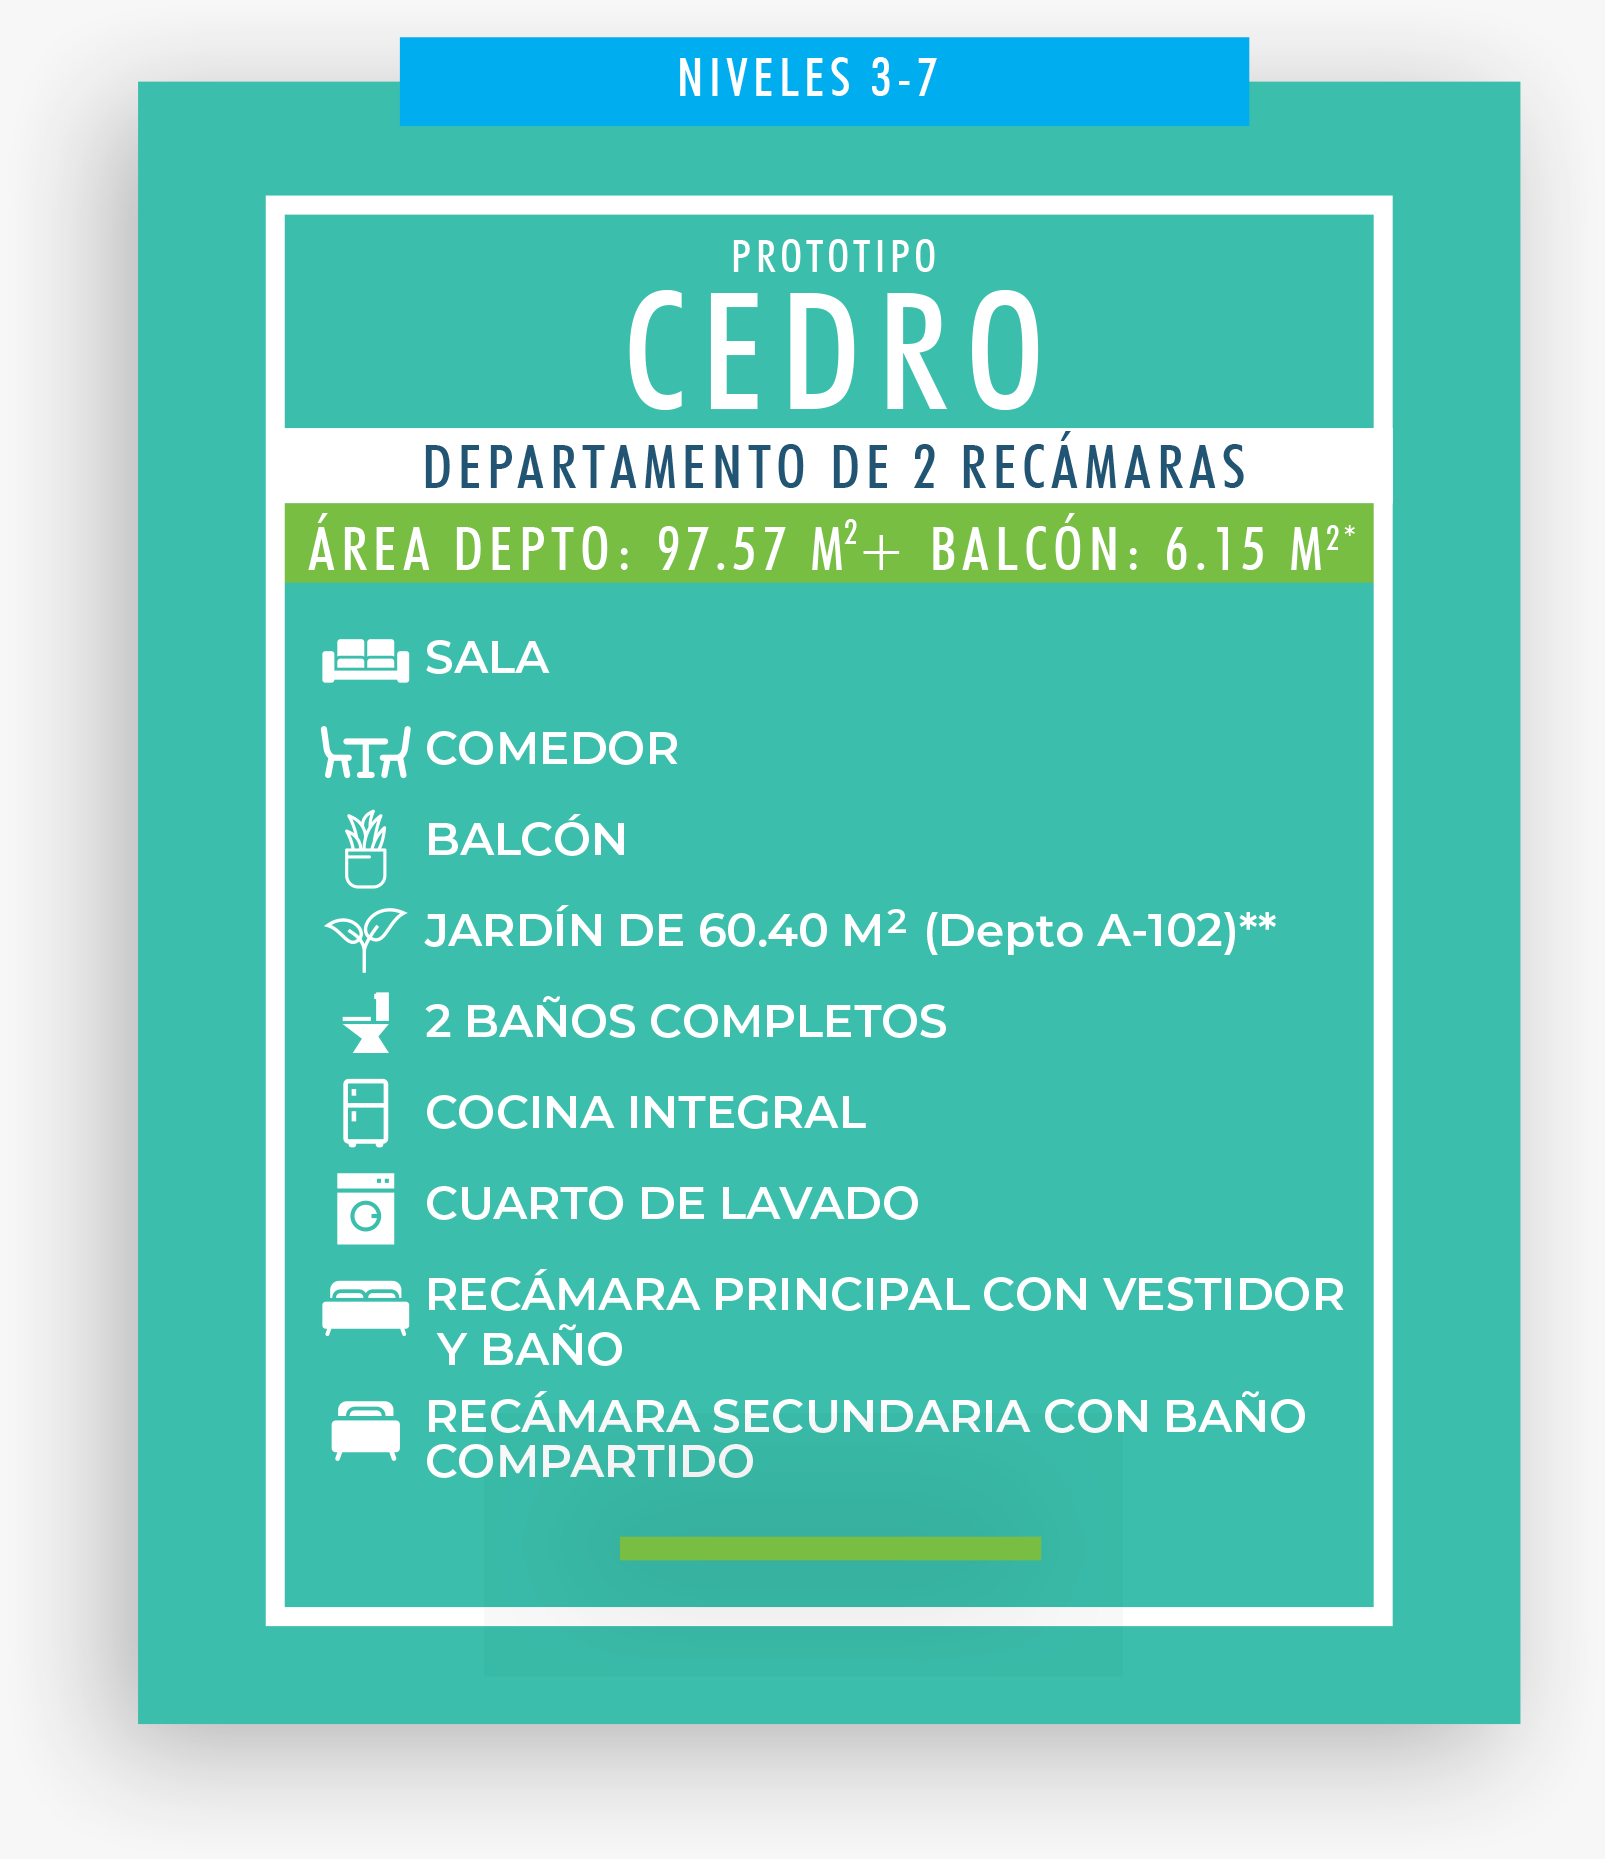 NIVELES 3-7
PROTOTIPO
CEDRO
DEPARTAMENTO DE 2 RECÁMARAS
ÁREA DEPTO: 97.57 M²+ BALCÓN: 6.15 M²*
SALA
COMEDOR
BALCÓN
JARDÍN DE 60.40 M² (Depto A-102)**
2 BAÑOS COMPLETOS
COCINA INTEGRAL
CUARTO DE LAVADO
RECÁMARA PRINCIPAL CON VESTIDOR
Y BAÑO
RECÁMARA SECUNDARIA CON BAÑO
COMPARTIDO